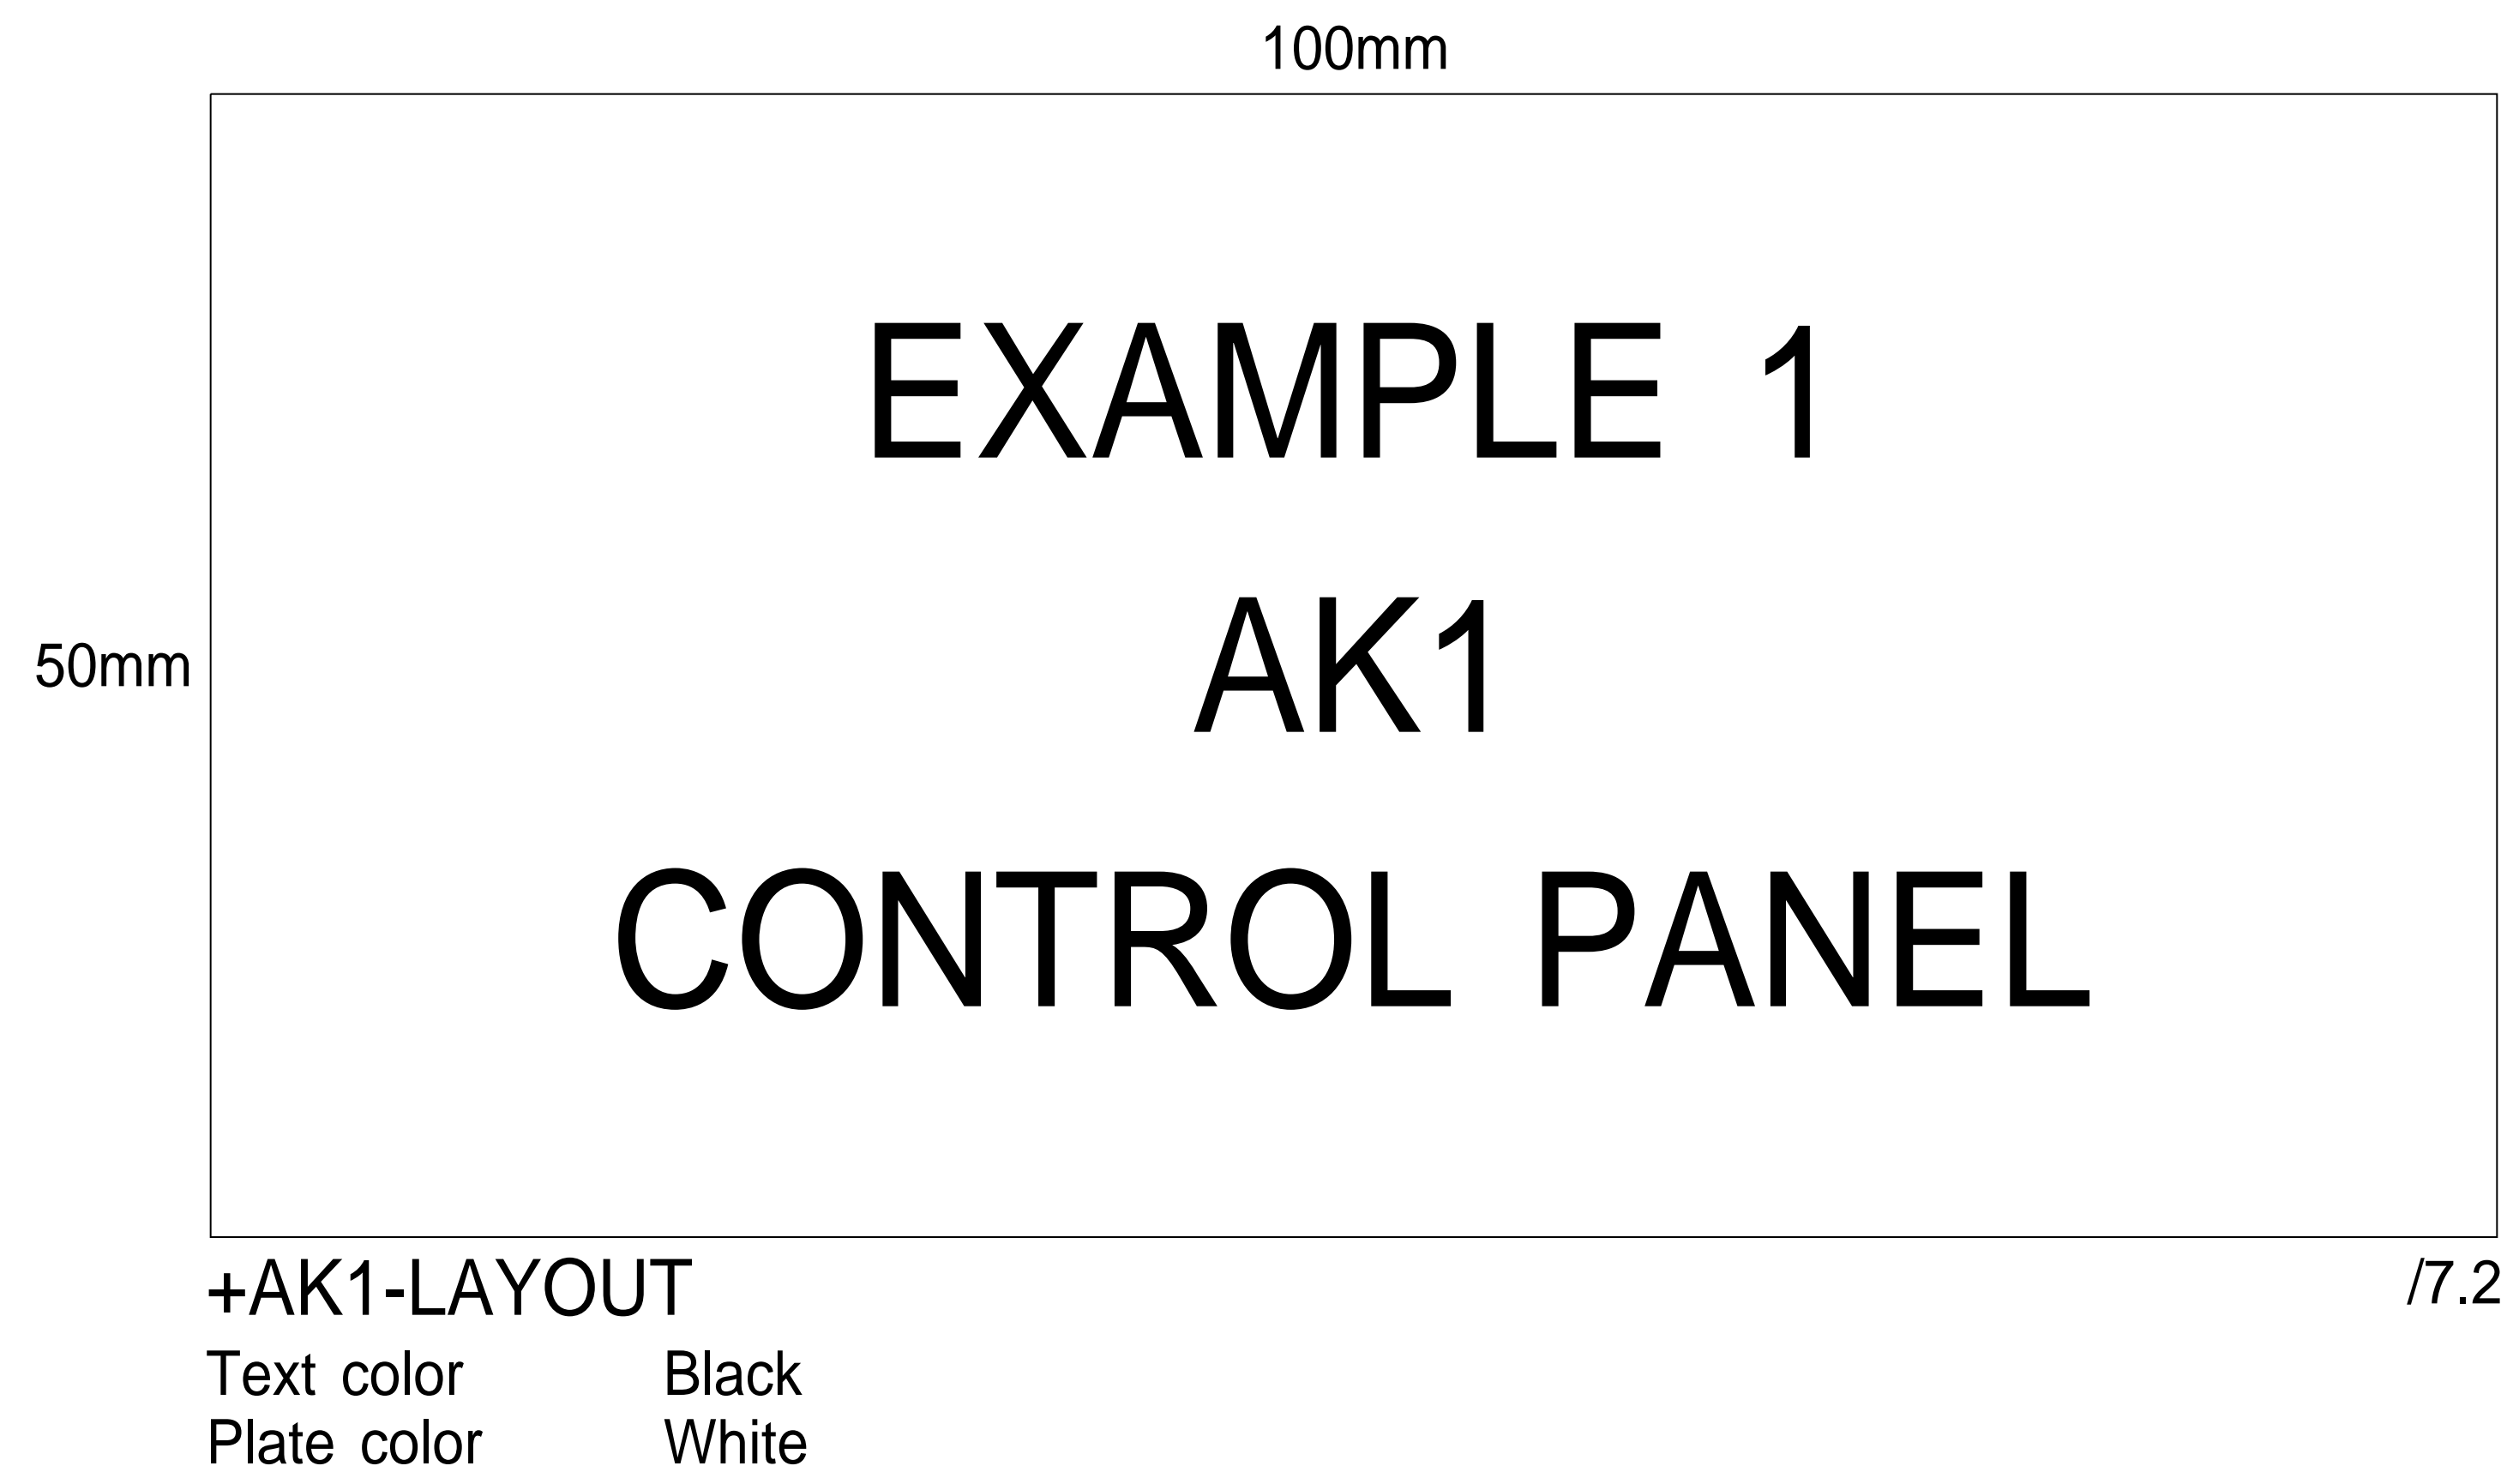 100mm
EXAMPLE 1
50mm
AK1
CONTROL PANEL
+AK1-LAYOUT /7.2
Text color Black
Plate color White